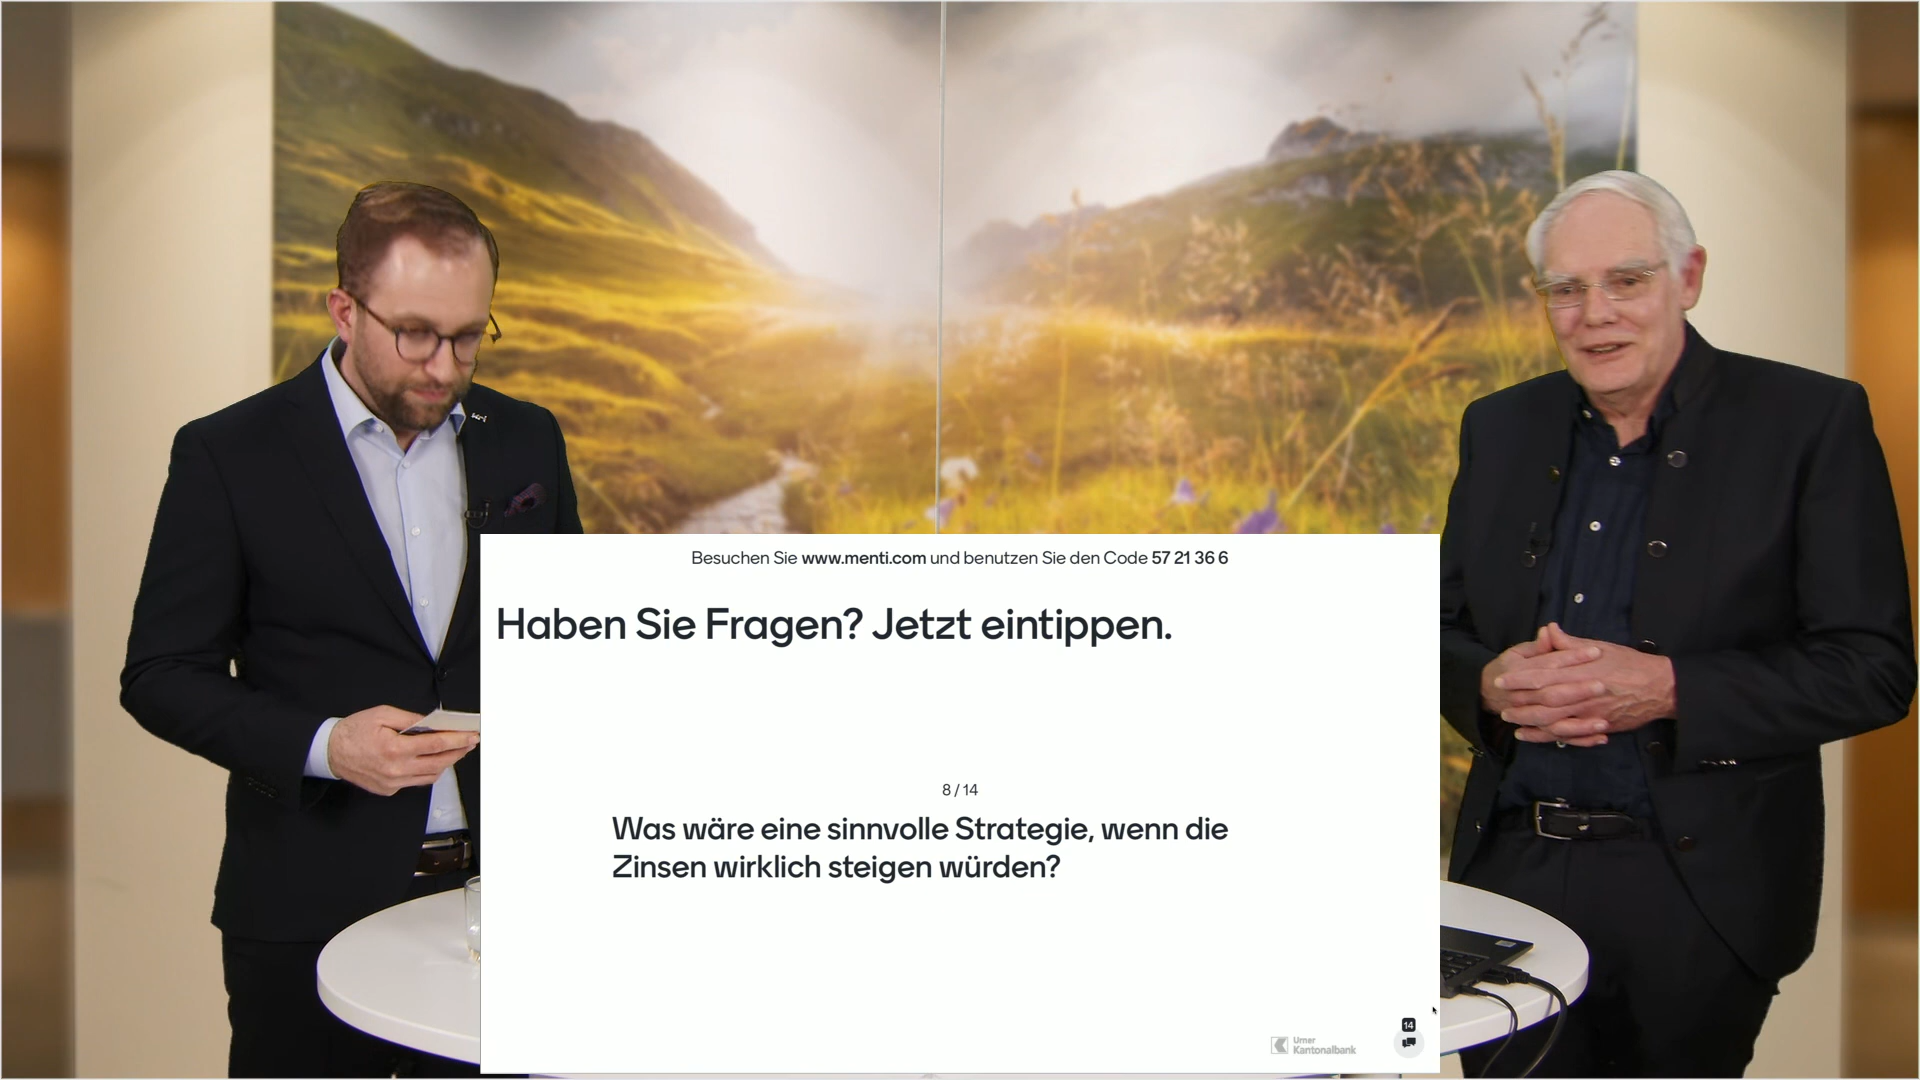 Besuchen Sie www.menti.com und benutzen Sie den Code 57 21 36 6
Haben Sie Fragen? Jetzt eintippen.
8 / 14
Was wäre eine sinnvolle Strategie, wenn die
Zinsen wirklich steigen würden?
14
Urner
Kantonalbank